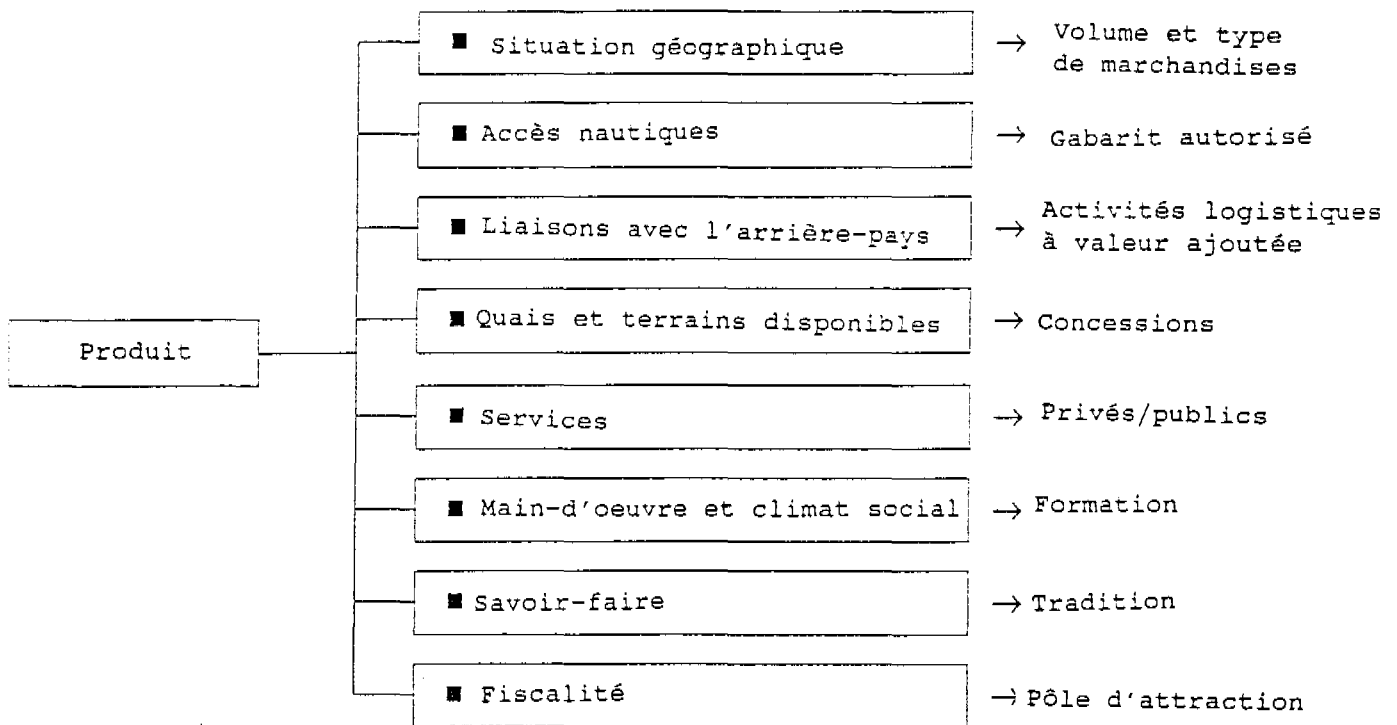 ■ Situation géographique → Volume et type
de marchandises
■ Accès nautiques → Gabarit autorisé
■ Liaisons avec l'arrière-pays → Activités logistiques
à valeur ajoutée
■ Quais et terrains disponibles → Concessions
Produit
■ Services → Privés/publics
■ Main-d'oeuvre et climat social → Formation
■ Savoir-faire → Tradition
■ Fiscalité → Pôle d'attraction